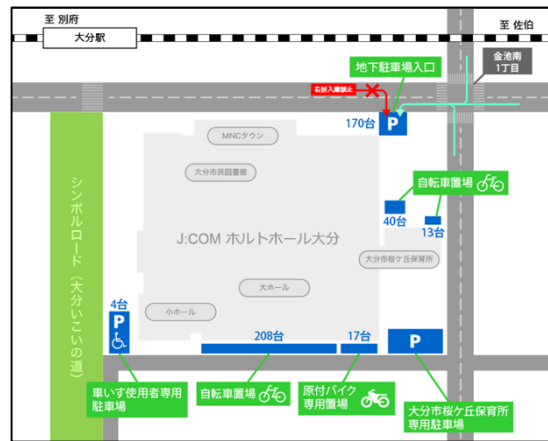 至 別府
至 佐伯
大分駅
金池南
1丁目
地下駐車場入口
右折入庫禁止
P
170台
MNCタウン
大分市民図書館
自転車置場
40台
13台
J:COM ホルトホール大分
大分市桜ケ丘保育所
シンボルロード（大分いこいの道）
大ホール
小ホール
4台
P
208台
17台
P
車いす使用者専用
駐車場
自転車置場
原付バイク
専用置場
大分市桜ケ丘保育所
専用駐車場